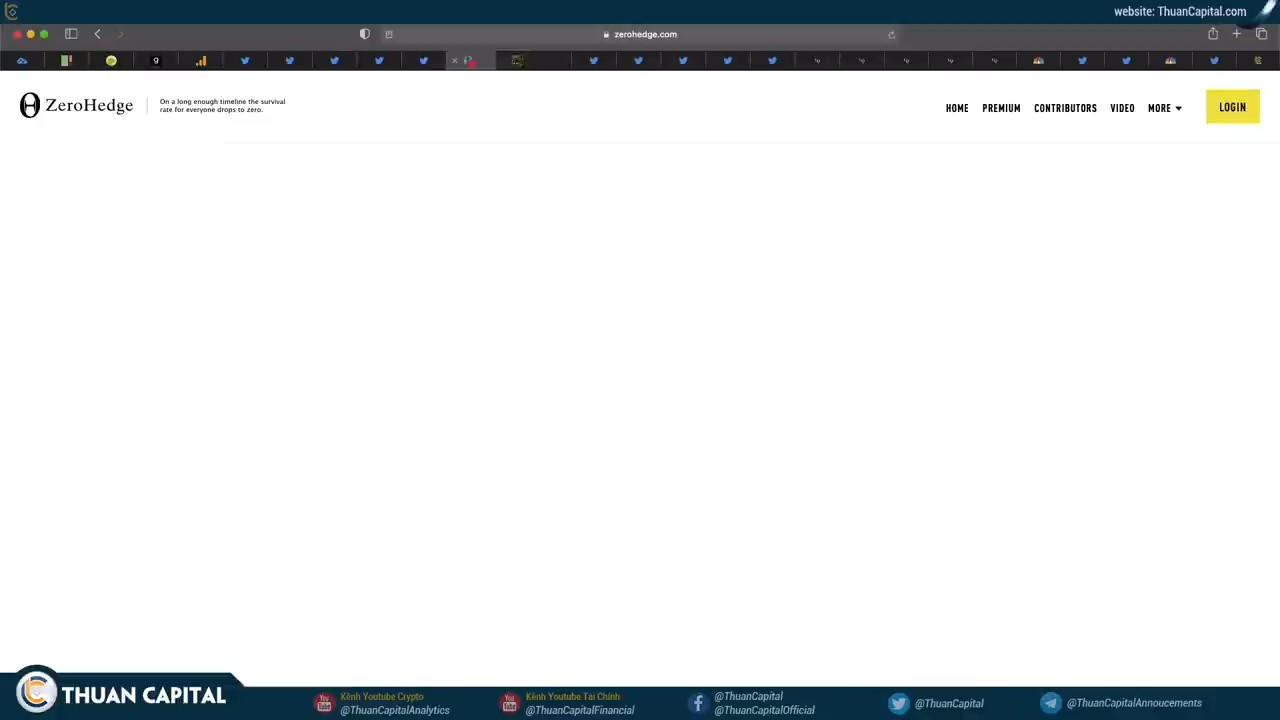 website: ThuanCapital.com
zerohedge.com
ZeroHedge
On a long enough timeline the survival
rate for everyone drops to zero.
HOME PREMIUM CONTRIBUTORS VIDEO MORE
LOGIN
THUAN CAPITAL
Kênh Youtube Crypto
@ThuanCapitalAnalytics
Kênh Youtube Tài Chính
@ThuanCapitalFinancial
@ThuanCapital
@ThuanCapitalOfficial
@ThuanCapital
@ThuanCapitalAnnoucements